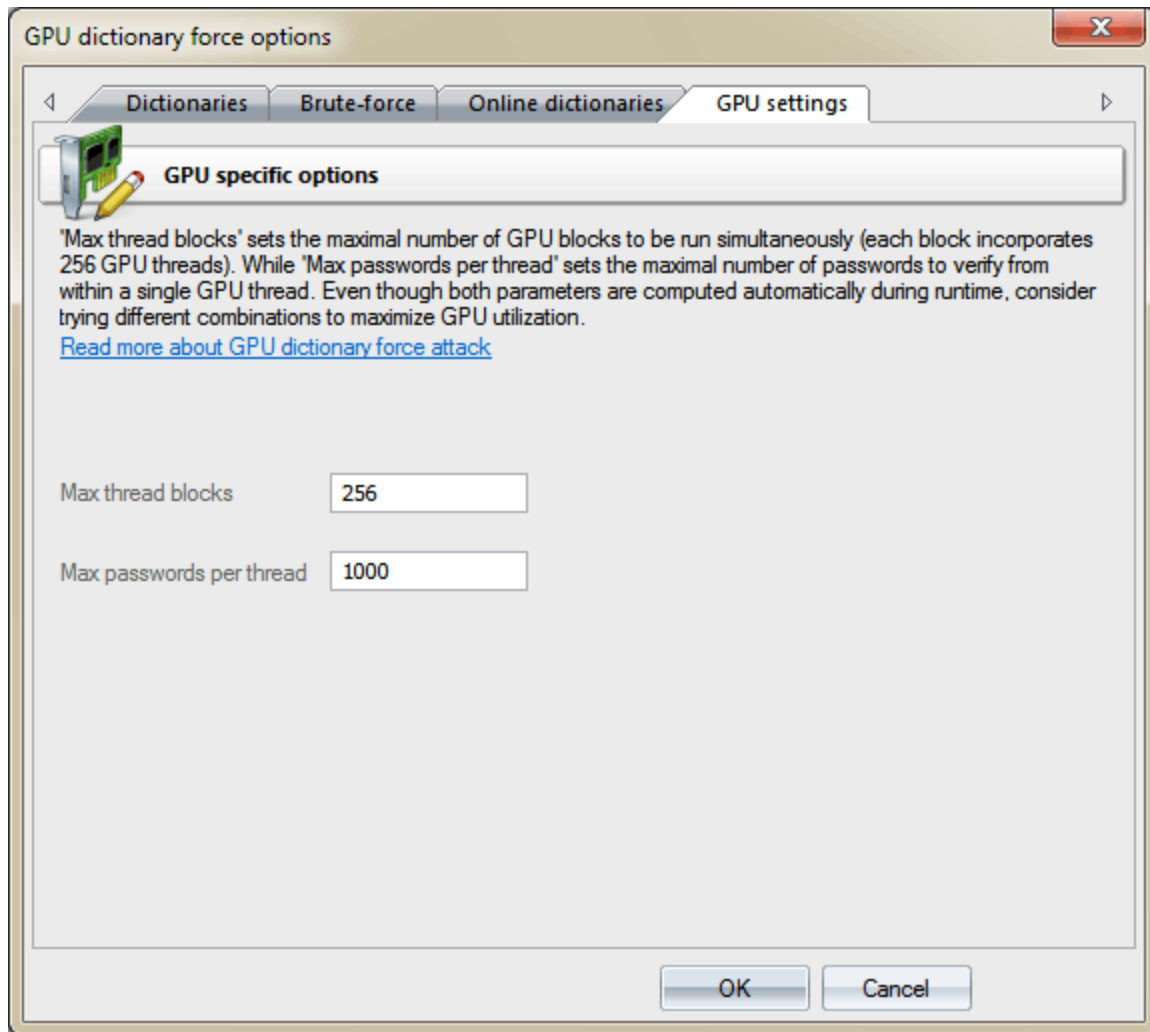 GPU dictionary force options
Dictionaries Brute-force Online dictionaries GPU settings
GPU specific options
'Max thread blocks' sets the maximal number of GPU blocks to be run simultaneously (each block incorporates
256 GPU threads). While 'Max passwords per thread' sets the maximal number of passwords to verify from
within a single GPU thread. Even though both parameters are computed automatically during runtime, consider
trying different combinations to maximize GPU utilization.
Read more about GPU dictionary force attack
Max thread blocks 256
Max passwords per thread 1000
OK Cancel